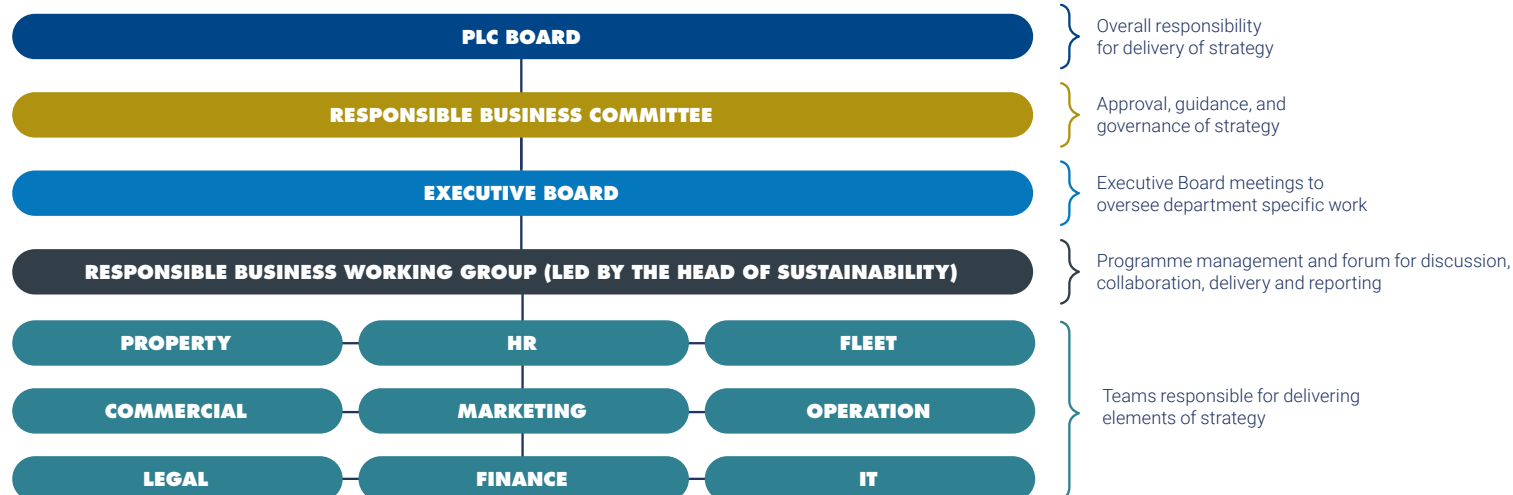 PLC BOARD
Overall responsibility
for delivery of strategy
RESPONSIBLE BUSINESS COMMITTEE
Approval, guidance, and
governance of strategy
EXECUTIVE BOARD
Executive Board meetings to
oversee department specific work
RESPONSIBLE BUSINESS WORKING GROUP (LED BY THE HEAD OF SUSTAINABILITY)
Programme management and forum for discussion,
collaboration, delivery and reporting
PROPERTY
HR
FLEET
COMMERCIAL
MARKETING
OPERATION
LEGAL
FINANCE
IT
Teams responsible for delivering
elements of strategy